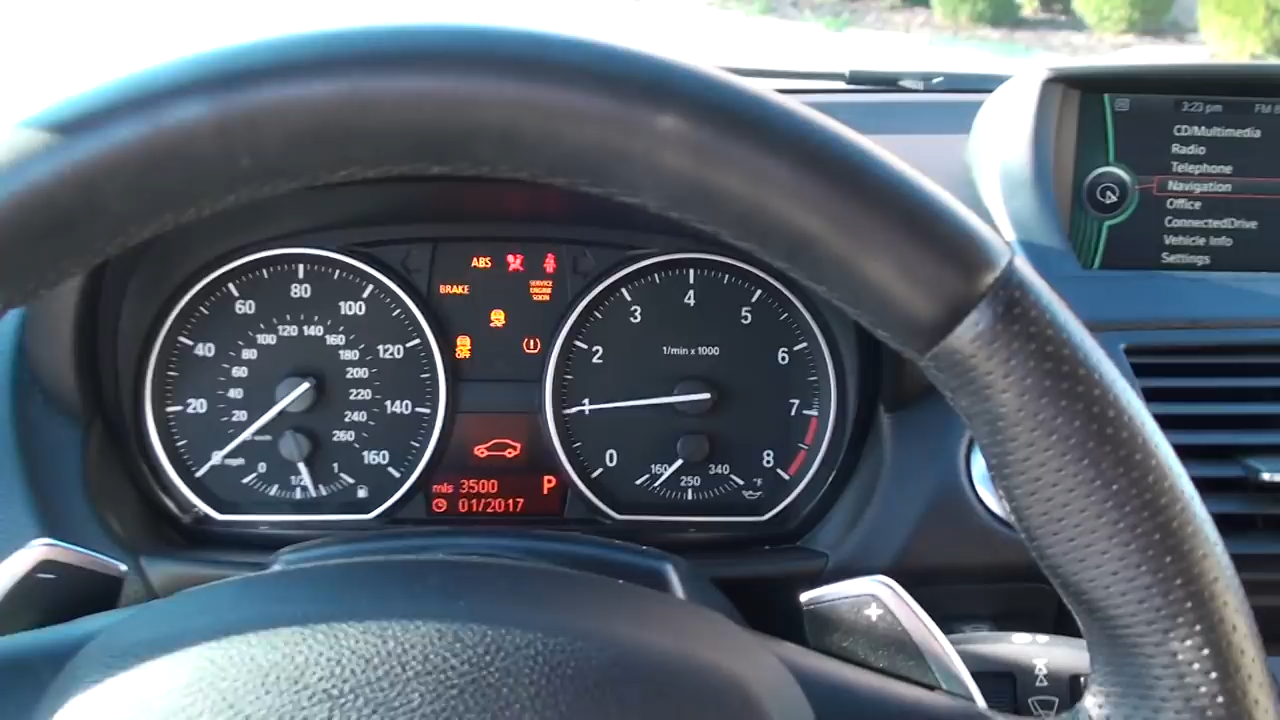 3:23 pm FM
CD/Multimedia
Radio
Telephone
Navigation
Office
ConnectedDrive
Vehicle Info
Settings
ABS
BRAKE
SERVICE
ENGINE
SOON
OFF
0 20 40 60 80 100 120 140 160
20 40 60 80 100 120 140 160 180 200 220 240 260
mph
0 1/2 1
1/min x 1000
0 1 2 3 4 5 6 7 8
160 250 340 °F
mls 3500 P
01/2017
-
+